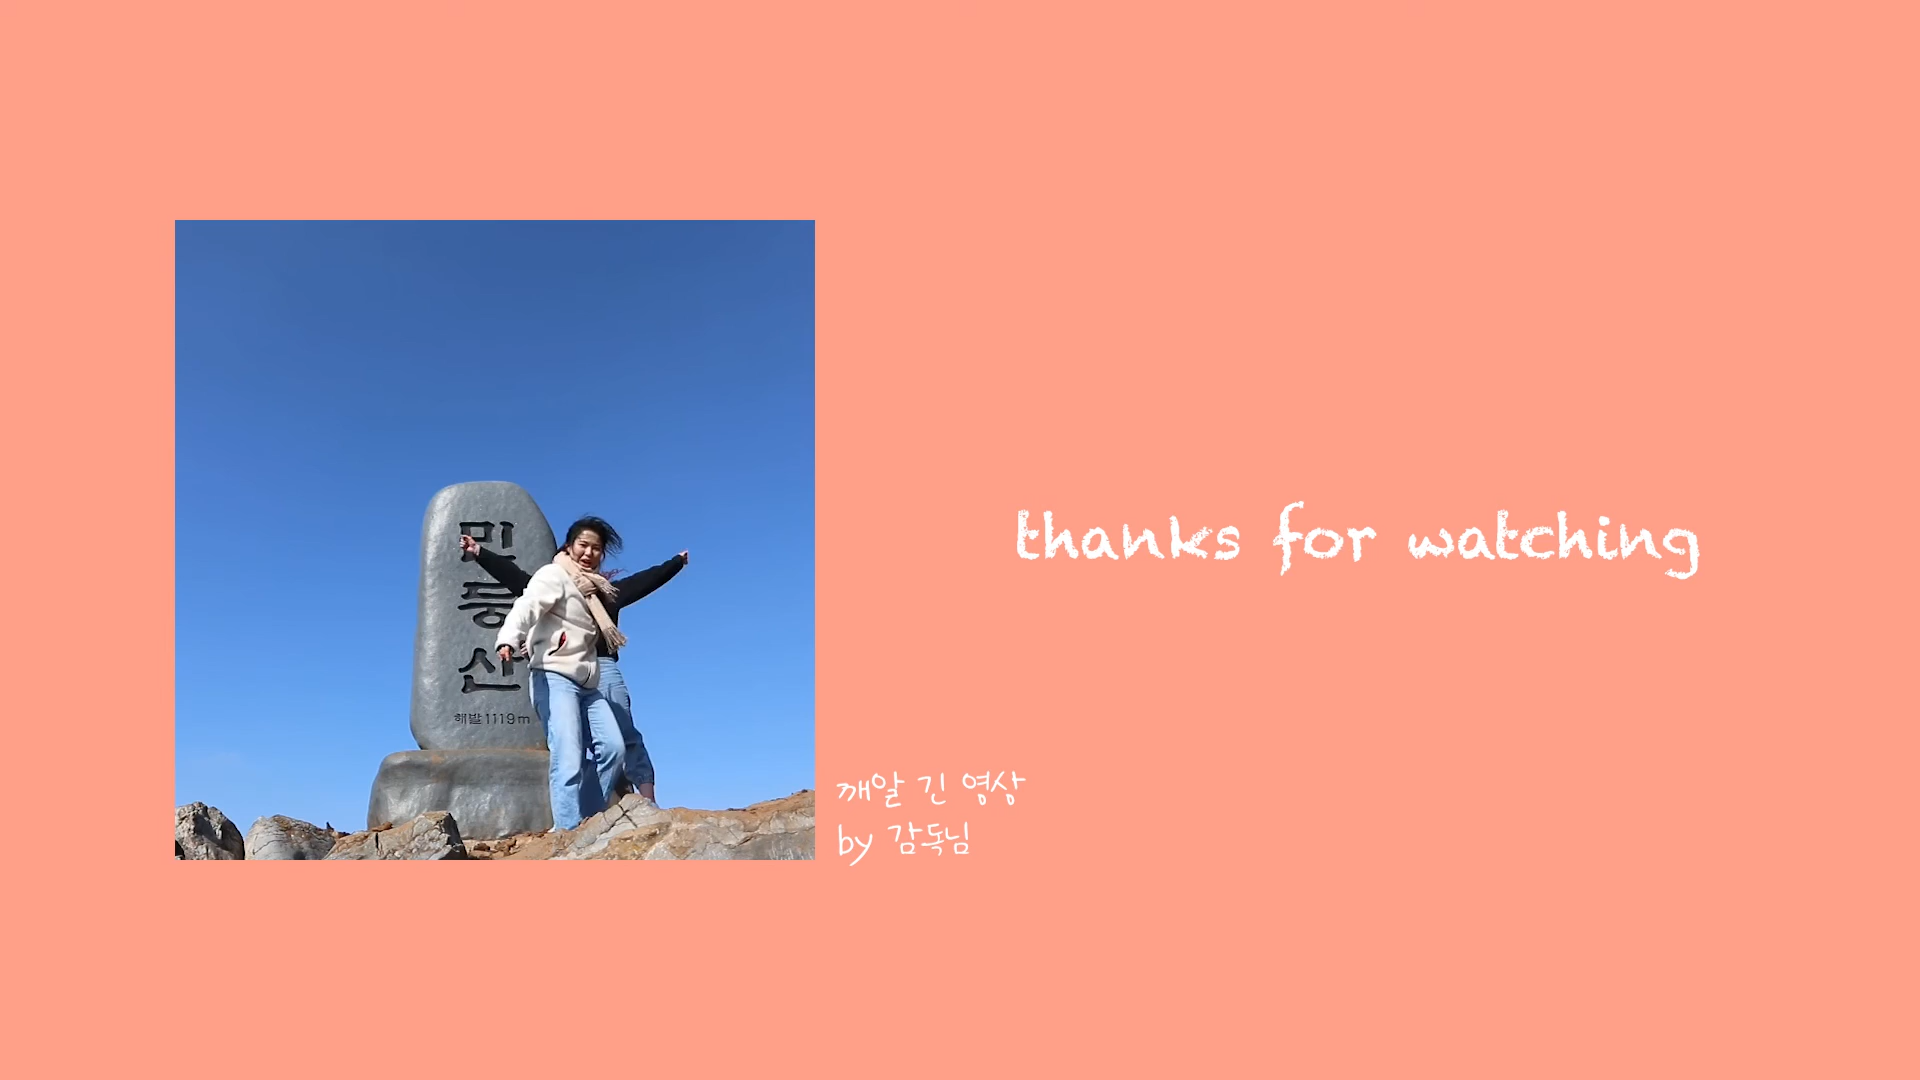 민
둥
산
해발 1119m
thanks for watching
깨알 긴 영상
by 감독님